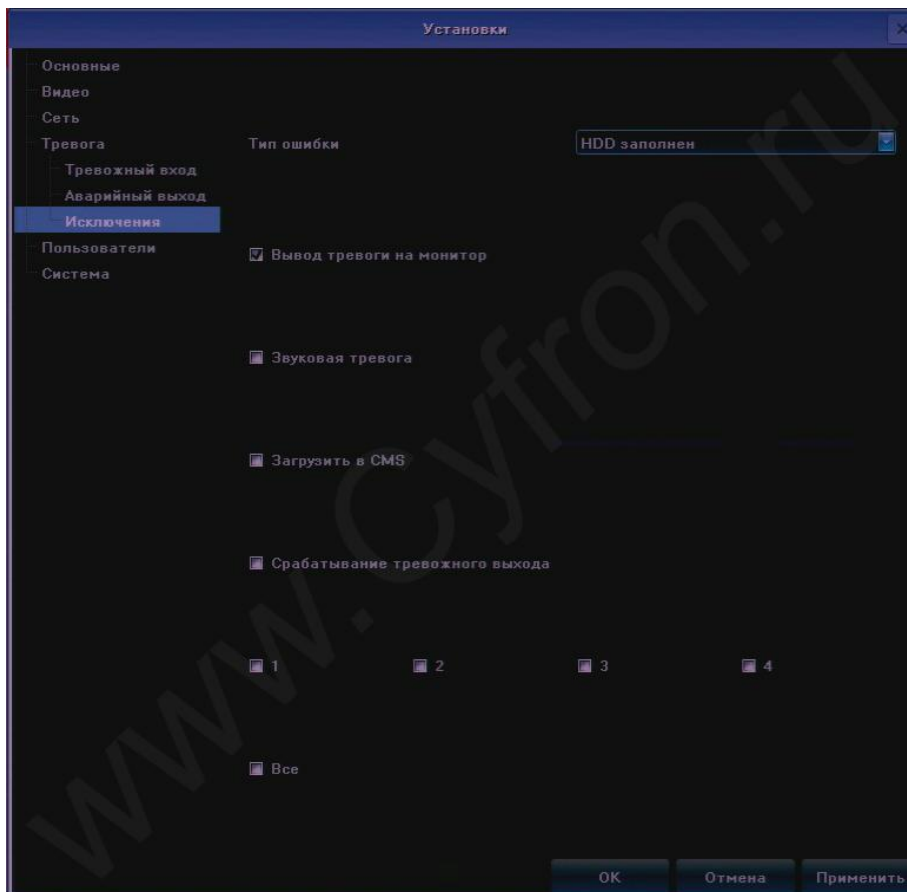 Установки
Основные
Видео
Сеть
Тревога
Тип ошибки
HDD заполнен
Тревожный вход
Аварийный выход
Исключения
Пользователи
Вывод тревоги на монитор
Система
Звуковая тревога
Загрузить в CMS
Срабатывание тревожного выхода
1 2 3 4
Все
OK Отмена Применить
www.Cyfron.ru